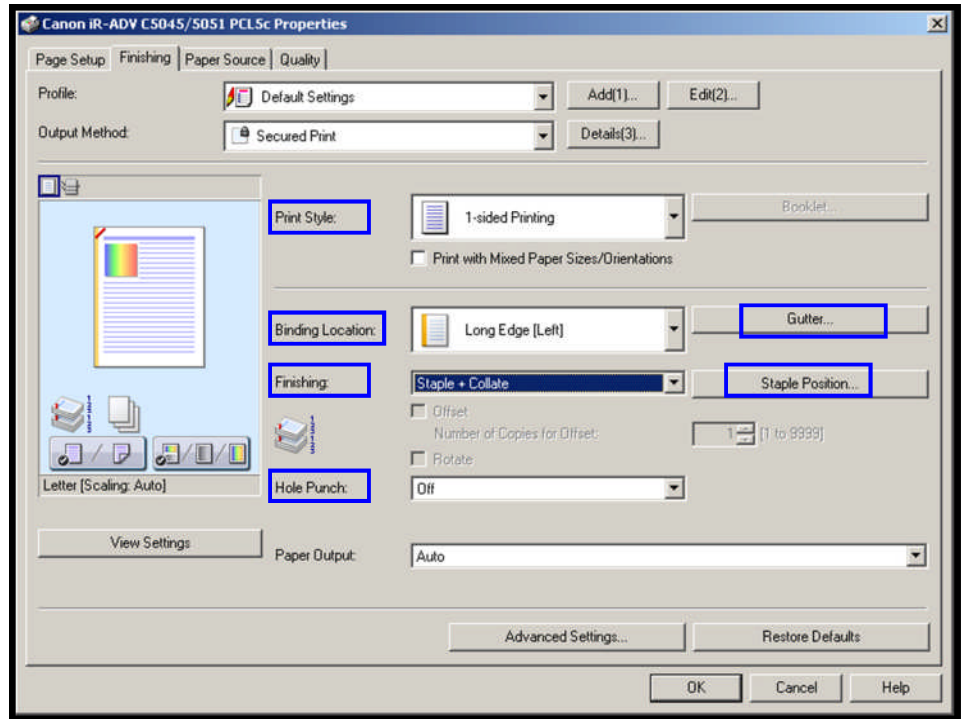 Canon iR-ADV C5045/5051 PCL5c Properties
Page Setup Finishing Paper Source Quality
Profile: Default Settings Add(1)... Edit(2)...
Output Method: Secured Print Details(3)...
Print Style: 1-sided Printing Booklet...
Print with Mixed Paper Sizes/Orientations
Binding Location: Long Edge [Left] Gutter...
Finishing: Staple + Collate Staple Position...
Offset
Number of Copies for Offset: 1 [1 to 9999]
Rotate
Letter [Scaling: Auto] Hole Punch: Off
View Settings
Paper Output: Auto
Advanced Settings... Restore Defaults
OK Cancel Help